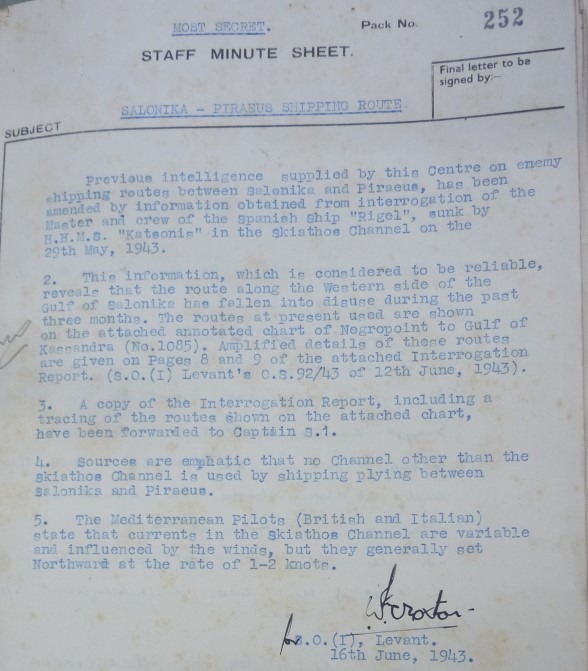 MOST SECRET.
Pack No. 252
STAFF MINUTE SHEET.
Final letter to be
signed by:—
SALONIKA - PIRAEUS SHIPPING ROUTE.
SUBJECT
Previous intelligence supplied by this Centre on enemy
shipping routes between Salonika and Piraeus, has been
amended by information obtained from interrogation of the
Master and crew of the Spanish ship "Rigel", sunk by
H.H.M.S. "Katsonis" in the Skiathos Channel on the
29th May, 1943.
2. This information, which is considered to be reliable,
reveals that the route along the Western side of the
Gulf of Salonika has fallen into disuse during the past
three months. The routes at present used are shown
on the attached annotated chart of Negropoint to Gulf of
Kassandra (No.1085). Amplified details of these routes
are given on Pages 8 and 9 of the attached Interrogation
Report. (S.O.(I) Levant's O.S.92/43 of 12th June, 1943).
3. A copy of the Interrogation Report, including a
tracing of the routes shown on the attached chart,
have been forwarded to Captain S.1.
4. Sources are emphatic that no Channel other than the
Skiathos Channel is used by shipping plying between
Salonika and Piraeus.
5. The Mediterranean Pilots (British and Italian)
state that currents in the Skiathos Channel are variable
and influenced by the winds, but they generally set
Northward at the rate of 1-2 knots.
for S.O.(I), Levant.
16th June, 1943.